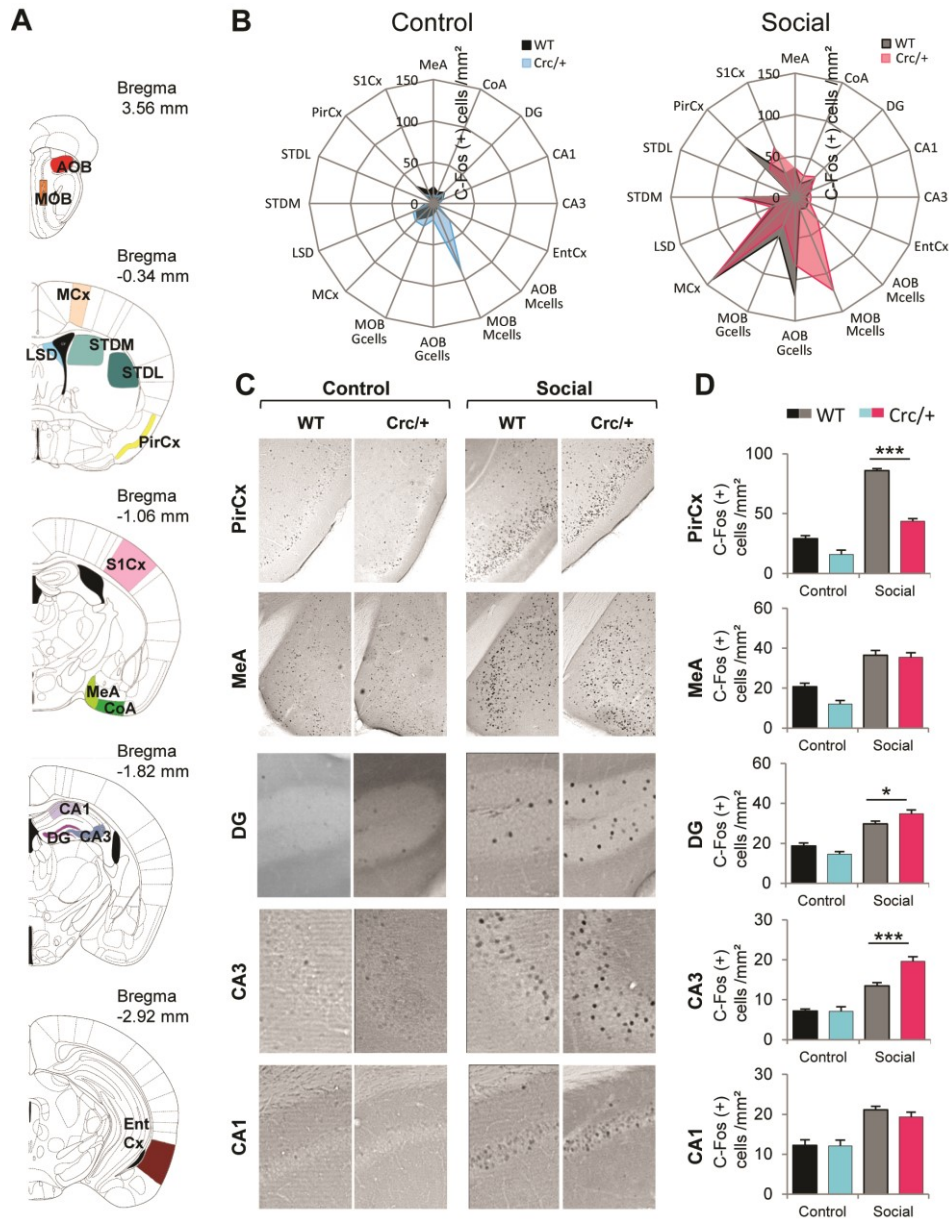 A
Bregma
3.56 mm
AOB
MOB
Bregma
-0.34 mm
MCx
STDM
LSD
STDL
PirCx
Bregma
-1.06 mm
S1Cx
MeA
CoA
Bregma
-1.82 mm
CA1
DG
CA3
Bregma
-2.92 mm
Ent
Cx
B
Control
WT
Crc/+
C-Fos (+) cells /mm²
150
100
50
0
MeA
CoA
DG
CA1
CA3
EntCx
AOB
Mcells
MOB
Mcells
AOB
Gcells
MOB
Gcells
MCx
LSD
STDM
STDL
PirCx
S1Cx
Social
WT
Crc/+
C-Fos (+) cells /mm²
150
100
50
0
MeA
CoA
DG
CA1
CA3
EntCx
AOB
Mcells
MOB
Mcells
AOB
Gcells
MOB
Gcells
MCx
LSD
STDM
STDL
PirCx
S1Cx
C
Control Social
WT Crc/+ WT Crc/+
PirCx
MeA
DG
CA3
CA1
D
WT Crc/+
PirCx
C-Fos (+)
cells /mm²
100
50
0
***
Control Social
MeA
C-Fos (+)
cells /mm²
60
40
20
0
Control Social
DG
C-Fos (+)
cells /mm²
60
40
20
0
*
Control Social
CA3
C-Fos (+)
cells /mm²
30
20
10
0
***
Control Social
CA1
C-Fos (+)
cells /mm²
30
20
10
0
Control Social